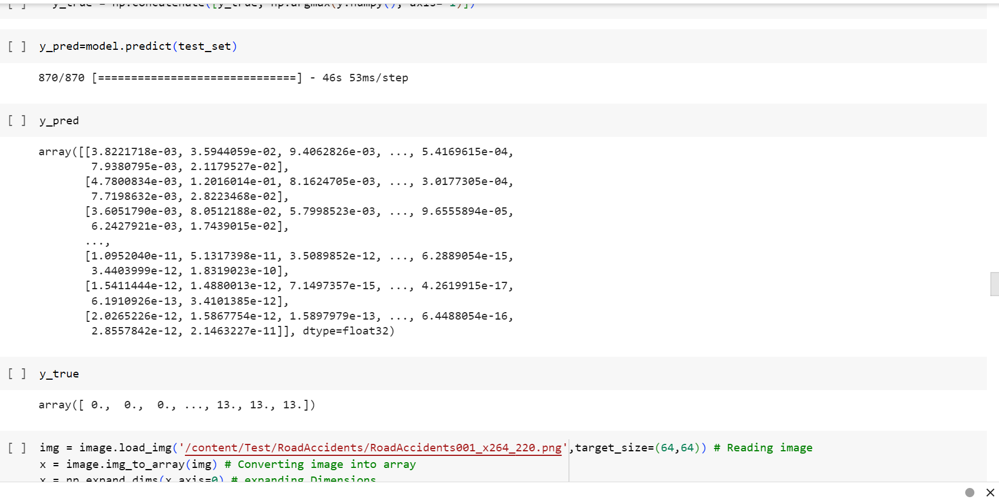 [ ] y_true = np.concatenate([y_true, np.argmax(y.numpy(), axis=-1)])
[ ] y_pred=model.predict(test_set)
870/870 [==============================] - 46s 53ms/step
[ ] y_pred
array([[3.8221718e-03, 3.5944059e-02, 9.4062826e-03, ..., 5.4169615e-04,
7.9380795e-03, 2.1179527e-02],
[4.7800834e-03, 1.2016014e-01, 8.1624705e-03, ..., 3.0177305e-04,
7.7198632e-03, 2.8223468e-02],
[3.6051790e-03, 8.0512188e-02, 5.7998523e-03, ..., 9.6555894e-05,
6.2427921e-03, 1.7439015e-02],
...,
[1.0952040e-11, 5.1317398e-11, 3.5089852e-12, ..., 6.2889054e-15,
3.4403999e-12, 1.8319023e-10],
[1.5411444e-12, 1.4880013e-12, 7.1497357e-15, ..., 4.2619915e-17,
6.1910926e-13, 3.4101385e-12],
[2.0265226e-12, 1.5867754e-12, 1.5897979e-13, ..., 6.4488054e-16,
2.8557842e-12, 2.1463227e-11]], dtype=float32)
[ ] y_true
array([ 0.,  0.,  0., ..., 13., 13., 13.])
[ ] img = image.load_img('/content/Test/RoadAccidents/RoadAccidents001_x264_220.png',target_size=(64,64)) # Reading image
x = image.img_to_array(img) # Converting image into array
x = np.expand_dims(x,axis=0) # expanding Dimensions